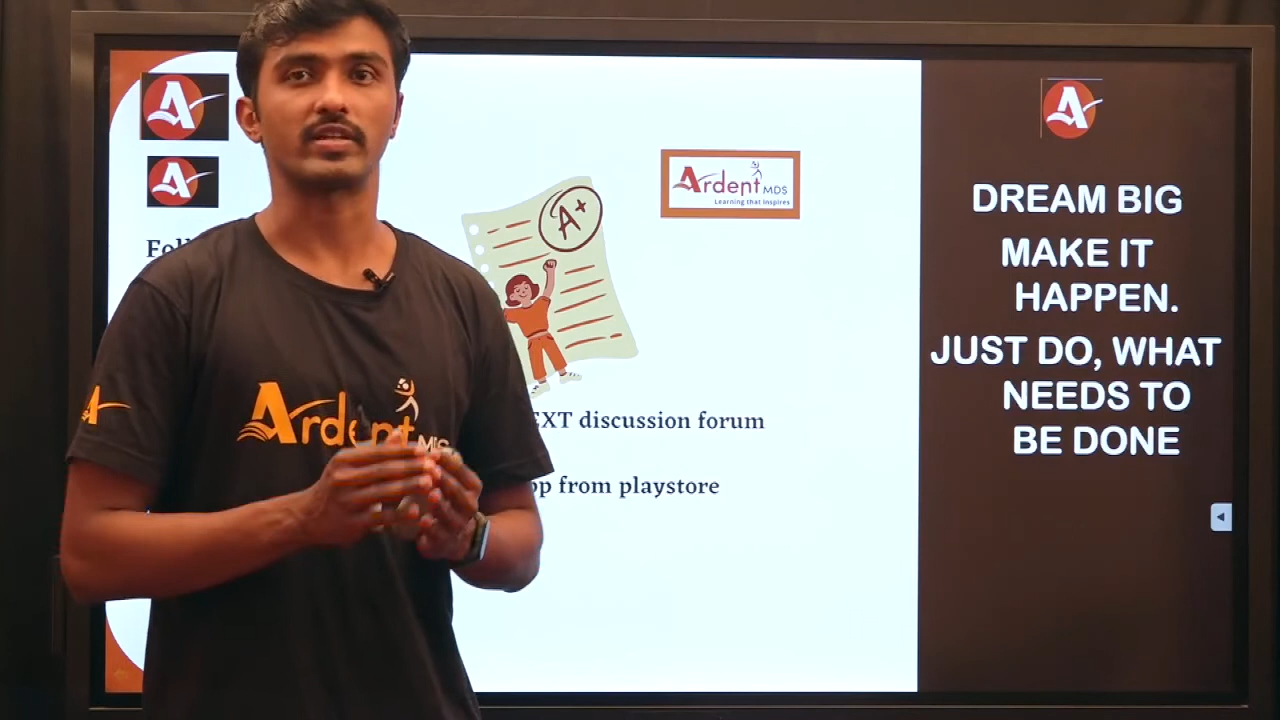 A+
Ardent MDS
Learning that Inspires
DREAM BIG
MAKE IT
HAPPEN.
JUST DO, WHAT
NEEDS TO
BE DONE
discussion forum
from playstore
Ardent